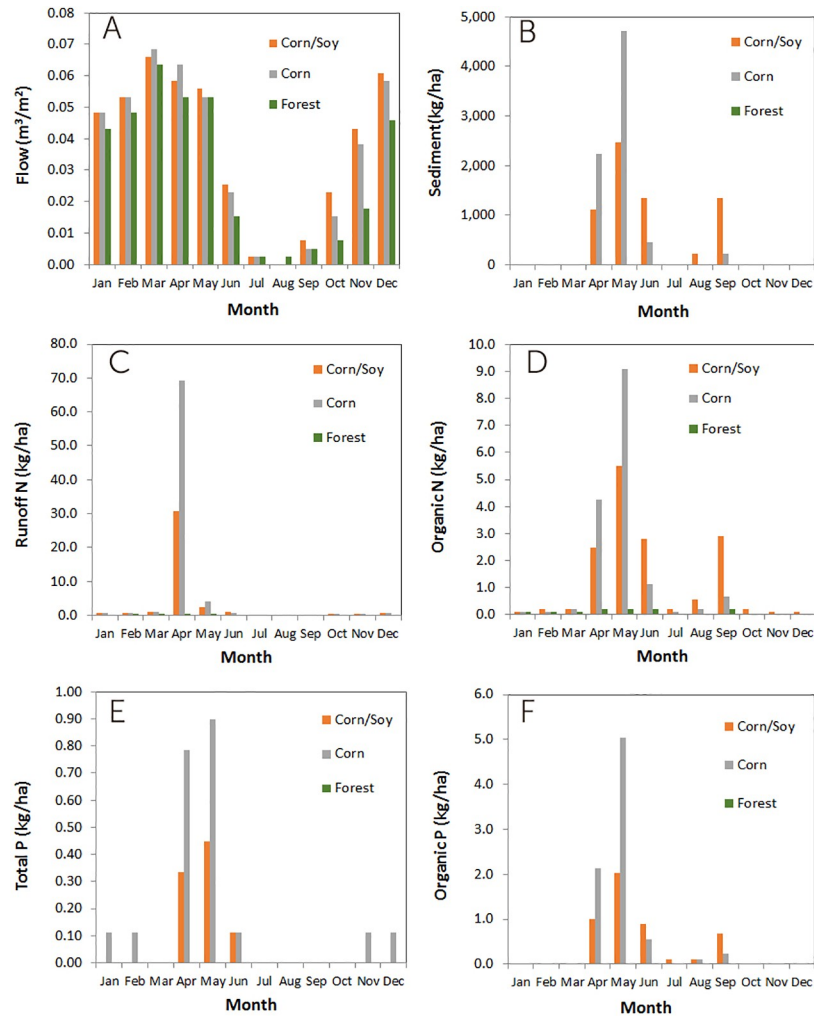 A
0.08
0.07
0.06
0.05
0.04
0.03
0.02
0.01
0.00
Flow (m³/m²)
Corn/Soy
Corn
Forest
Jan Feb Mar Apr May Jun Jul Aug Sep Oct Nov Dec
Month
B
5,000
4,000
3,000
2,000
1,000
0
Sediment(kg/ha)
Corn/Soy
Corn
Forest
Jan Feb Mar Apr May Jun Jul Aug Sep Oct Nov Dec
Month
C
80.0
70.0
60.0
50.0
40.0
30.0
20.0
10.0
0.0
Runoff N (kg/ha)
Corn/Soy
Corn
Forest
Jan Feb Mar Apr May Jun Jul Aug Sep Oct Nov Dec
Month
D
10.0
9.0
8.0
7.0
6.0
5.0
4.0
3.0
2.0
1.0
0.0
Organic N (kg/ha)
Corn/Soy
Corn
Forest
Jan Feb Mar Apr May Jun Jul Aug Sep Oct Nov Dec
Month
E
1.00
0.90
0.80
0.70
0.60
0.50
0.40
0.30
0.20
0.10
0.00
Total P (kg/ha)
Corn/Soy
Corn
Forest
Jan Feb Mar Apr May Jun Jul Aug Sep Oct Nov Dec
Month
F
6.0
5.0
4.0
3.0
2.0
1.0
0.0
Organic P (kg/ha)
Corn/Soy
Corn
Forest
Jan Feb Mar Apr May Jun Jul Aug Sep Oct Nov Dec
Month